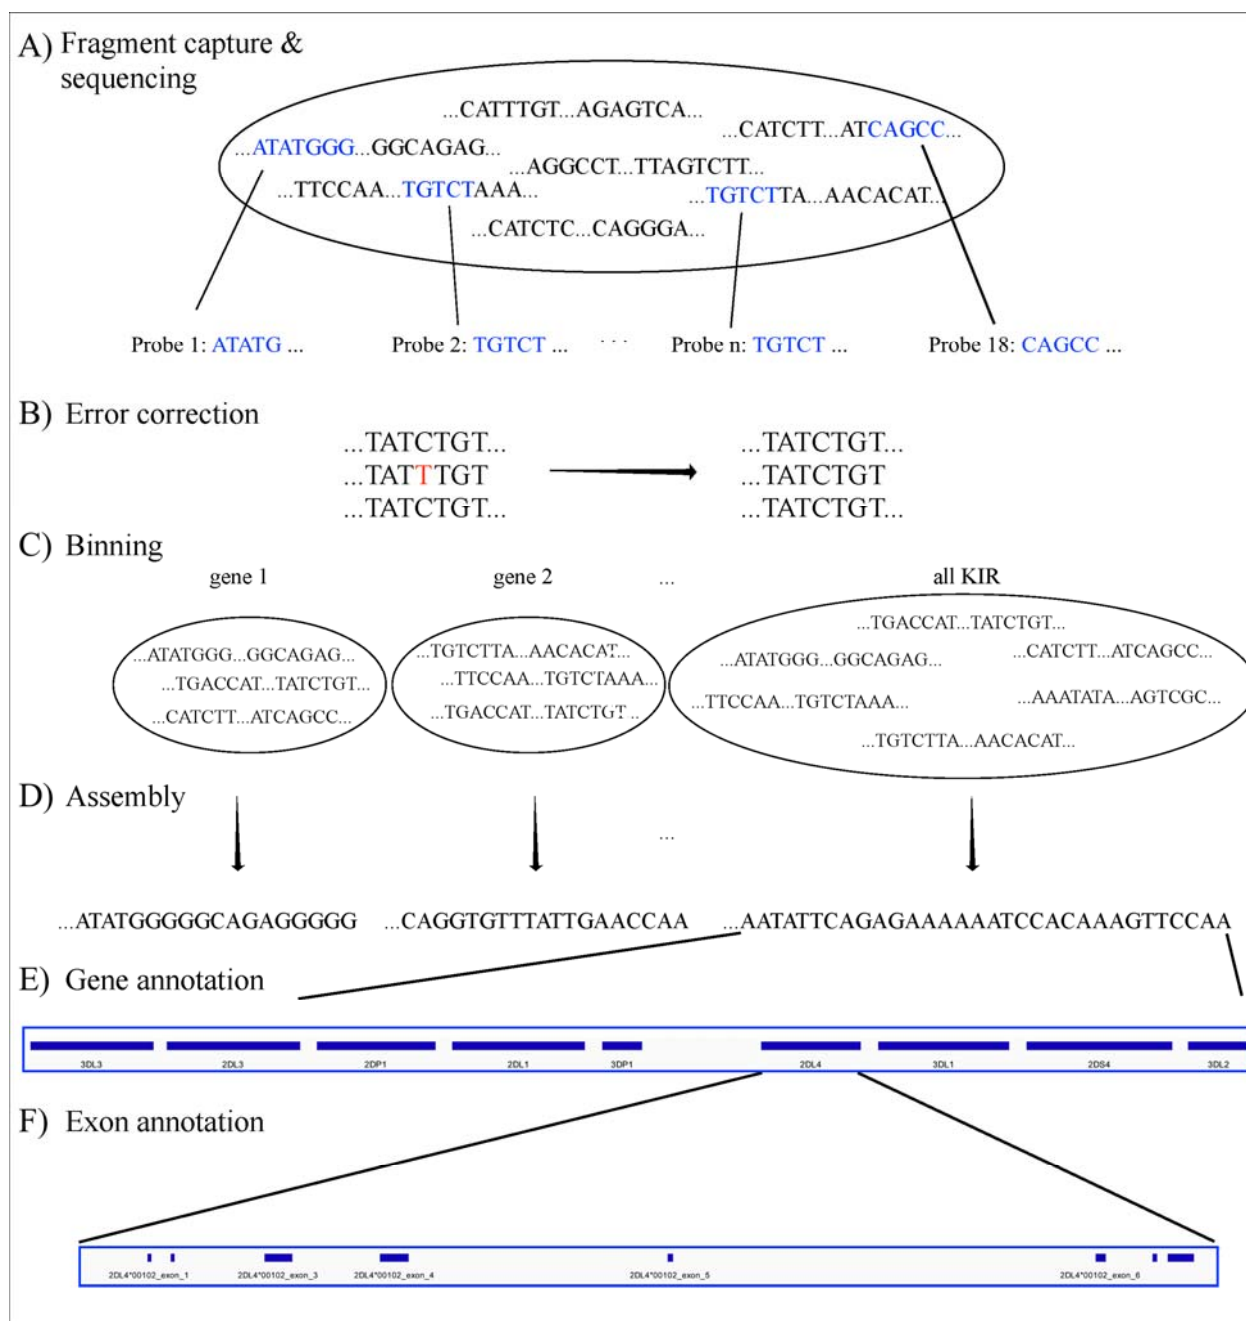 A) Fragment capture &
sequencing
...CATTTGT...AGAGTCA...
...CATCTT...ATCAGCC...
...ATATGGG...GGCAGAG...
...AGGCCT...TTAGTCTT...
...TTCCAA...TGTCTAAA...
...TGTCTTA...AACACAT...
...CATCTC...CAGGGA...
Probe 1: ATATG ...
Probe 2: TGTCT ...
. . .
Probe n: TGTCT ...
Probe 18: CAGCC ...
B) Error correction
...TATCTGT...
...TATCTGT...
...TATTTGT
...TATCTGT
...TATCTGT...
...TATCTGT...
C) Binning
gene 1
gene 2
...
all KIR
...ATATGGG...GGCAGAG...
...TGACCAT...TATCTGT...
...CATCTT...ATCAGCC...
...TGTCTTA...AACACAT...
...TTCCAA...TGTCTAAA...
...TGACCAT...TATCTGT...
...TGACCAT...TATCTGT...
...CATCTT...ATCAGCC...
...ATATGGG...GGCAGAG...
...TTCCAA...TGTCTAAA...
...AAATATA...AGTCGC...
...TGTCTTA...AACACAT...
D) Assembly
...
...ATATGGGGGCAGAGGGGG
...CAGGTGTTTATTGAACCAA
...AATATTCAGAGAAAAAATCCACAAAGTTCCAA
E) Gene annotation
3DL3
2DL3
2DP1
2DL1
3DP1
2DL4
3DL1
2DS4
3DL2
F) Exon annotation
2DL4*00102_exon_1
2DL4*00102_exon_3
2DL4*00102_exon_4
2DL4*00102_exon_5
2DL4*00102_exon_6